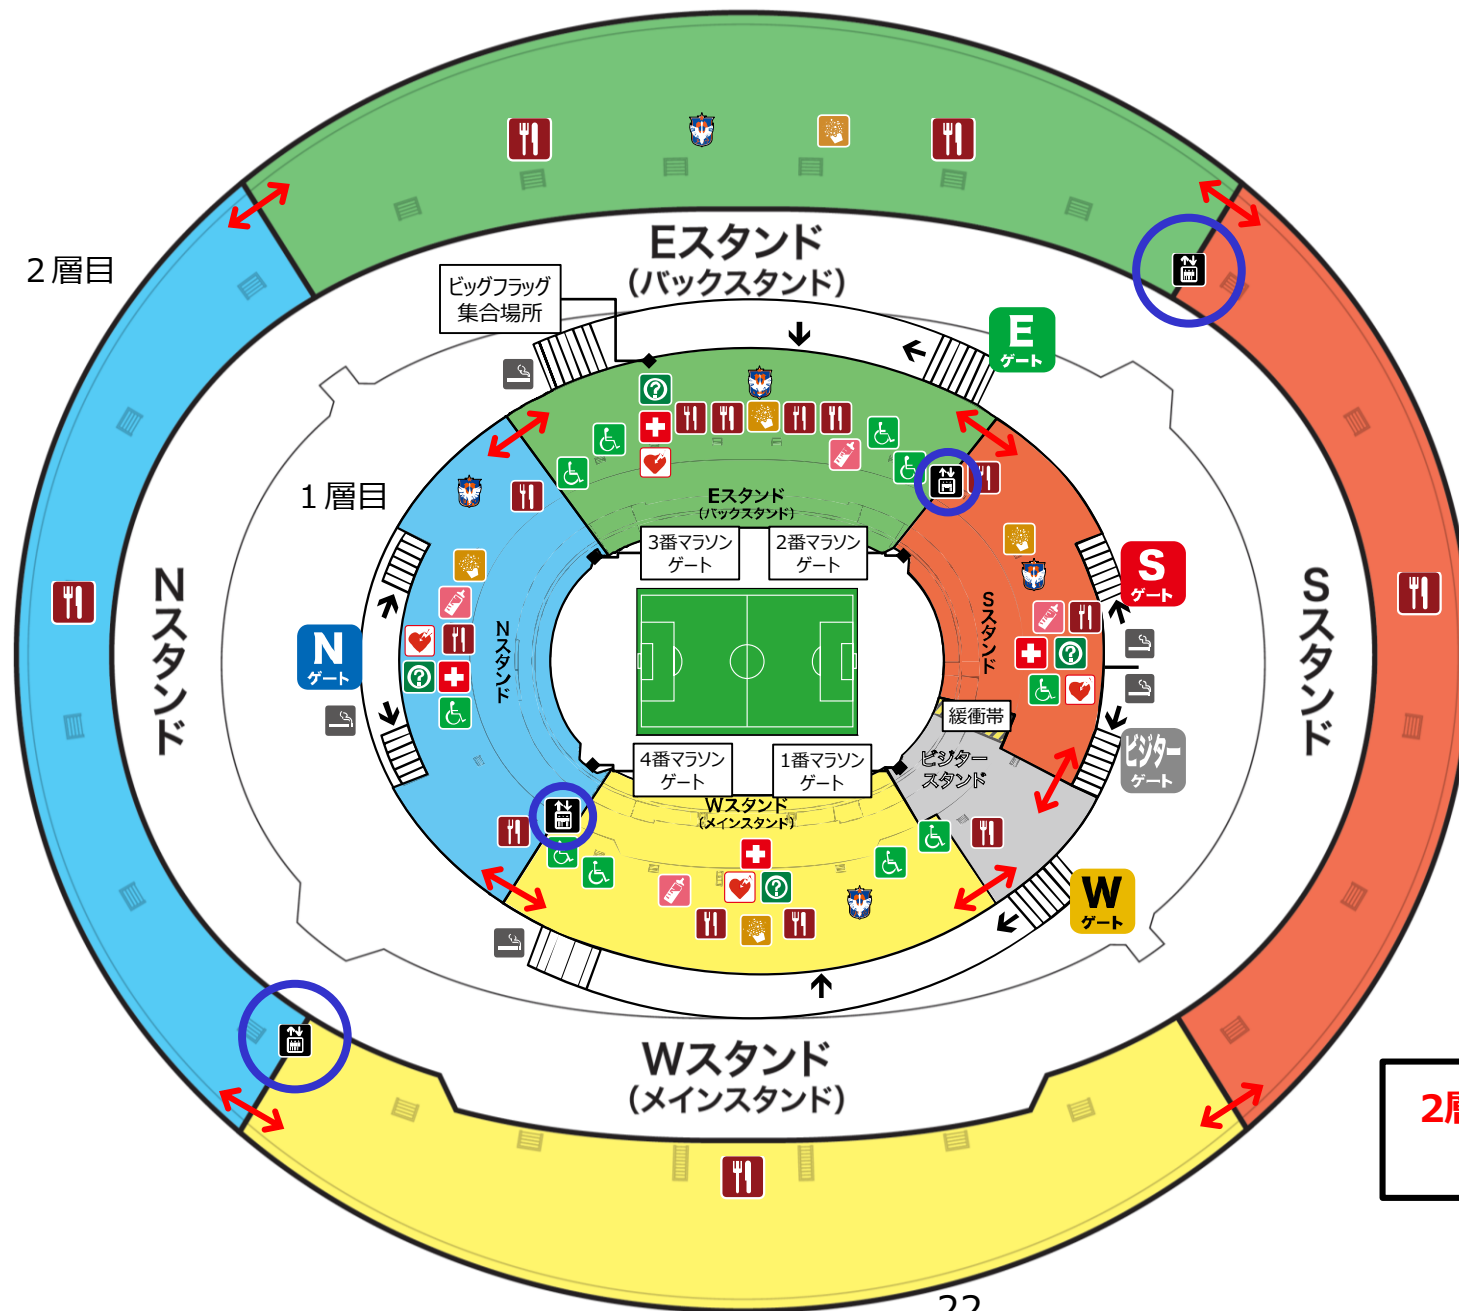 Eスタンド
(バックスタンド)
2層目
ビッグフラッグ
集合場所
E
ゲート
1層目
Eスタンド
(バックスタンド)
3番マラソン
ゲート
2番マラソン
ゲート
Nスタンド
N
ゲート
Nスタンド
Sスタンド
S
ゲート
Sスタンド
緩衝帯
ビジター
スタンド
ビジター
ゲート
4番マラソン
ゲート
1番マラソン
ゲート
Wスタンド
(メインスタンド)
W
ゲート
Wスタンド
(メインスタンド)
2層
22